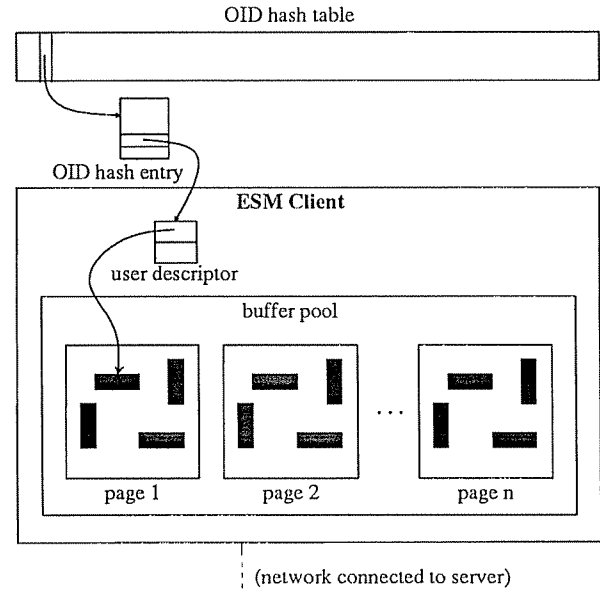 OID hash table
OID hash entry
ESM Client
user descriptor
buffer pool
...
page 1
page 2
page n
(network connected to server)